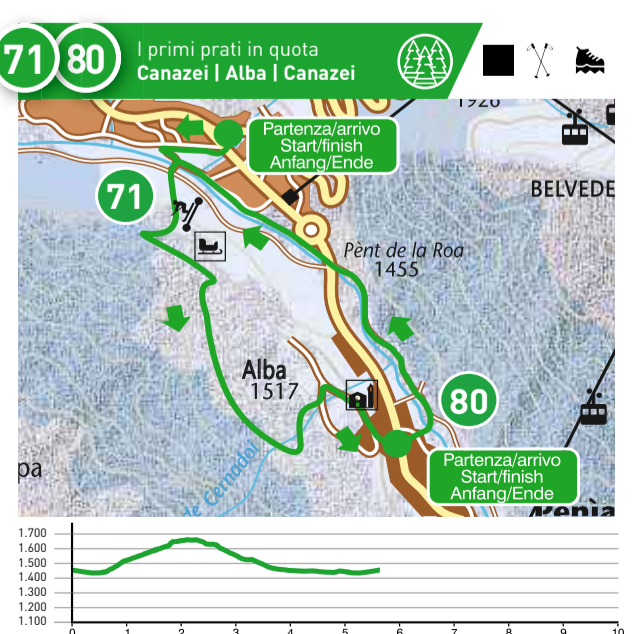 71 80
I primi prati in quota
Canazei | Alba | Canazei
1926
Partenza/arrivo
Start/finish
Anfang/Ende
71
BELVEDE
Pènt de la Roa
1455
Alba
1517
80
Partenza/arrivo
Start/finish
Anfang/Ende
pa
de Cernadoi
Penìa
1.700
1.600
1.500
1.400
1.300
1.200
1.100
0 1 2 3 4 5 6 7 8 9 10